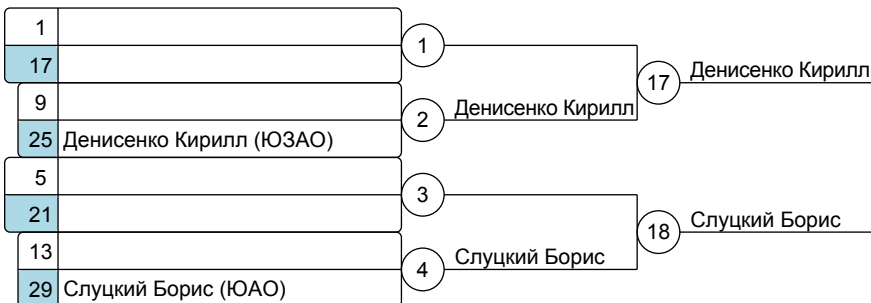 1
1
17
17 Денисенко Кирилл
9
2 Денисенко Кирилл
25 Денисенко Кирилл (ЮЗАО)
5
3
21
18 Слуцкий Борис
13
4 Слуцкий Борис
29 Слуцкий Борис (ЮАО)